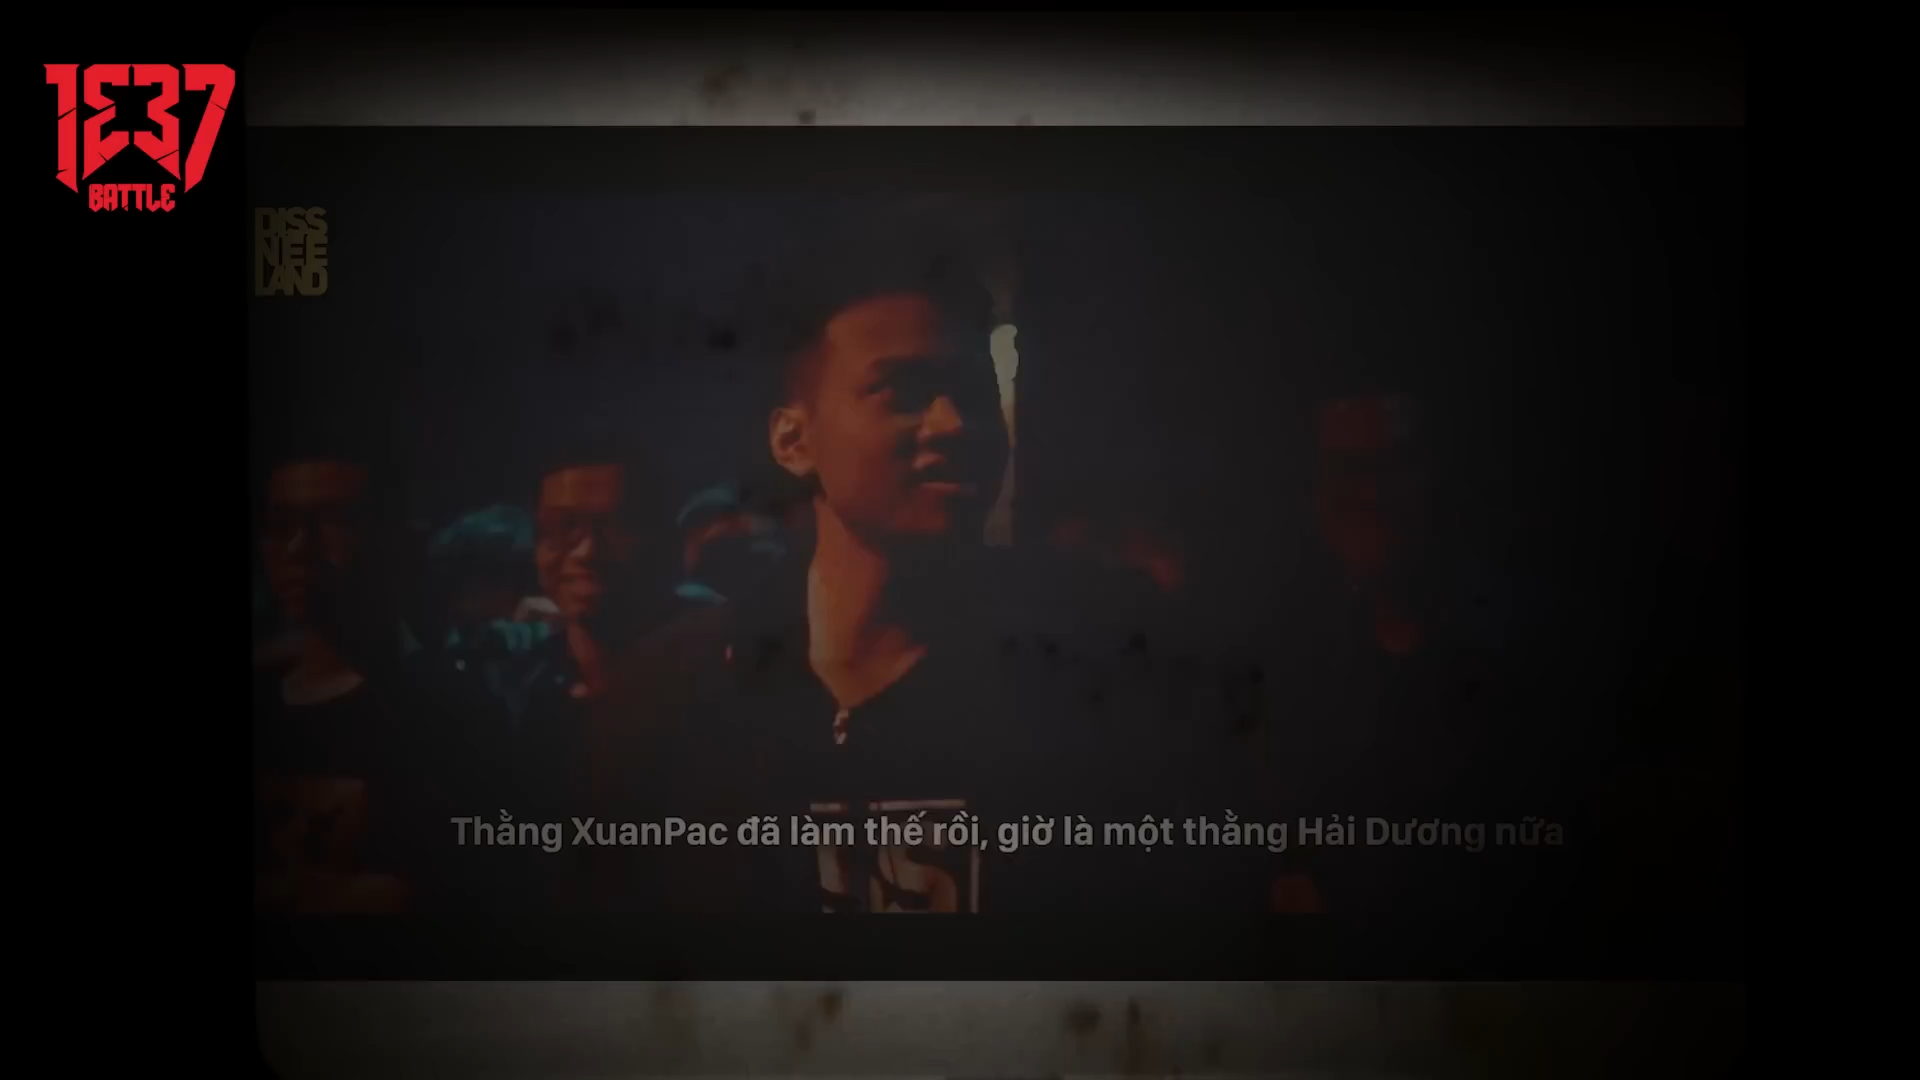 1337
BATTLE
DISS
NEE
LAND
Thằng XuanPac đã làm thế rồi, giờ là một thằng Hải Dương nữa